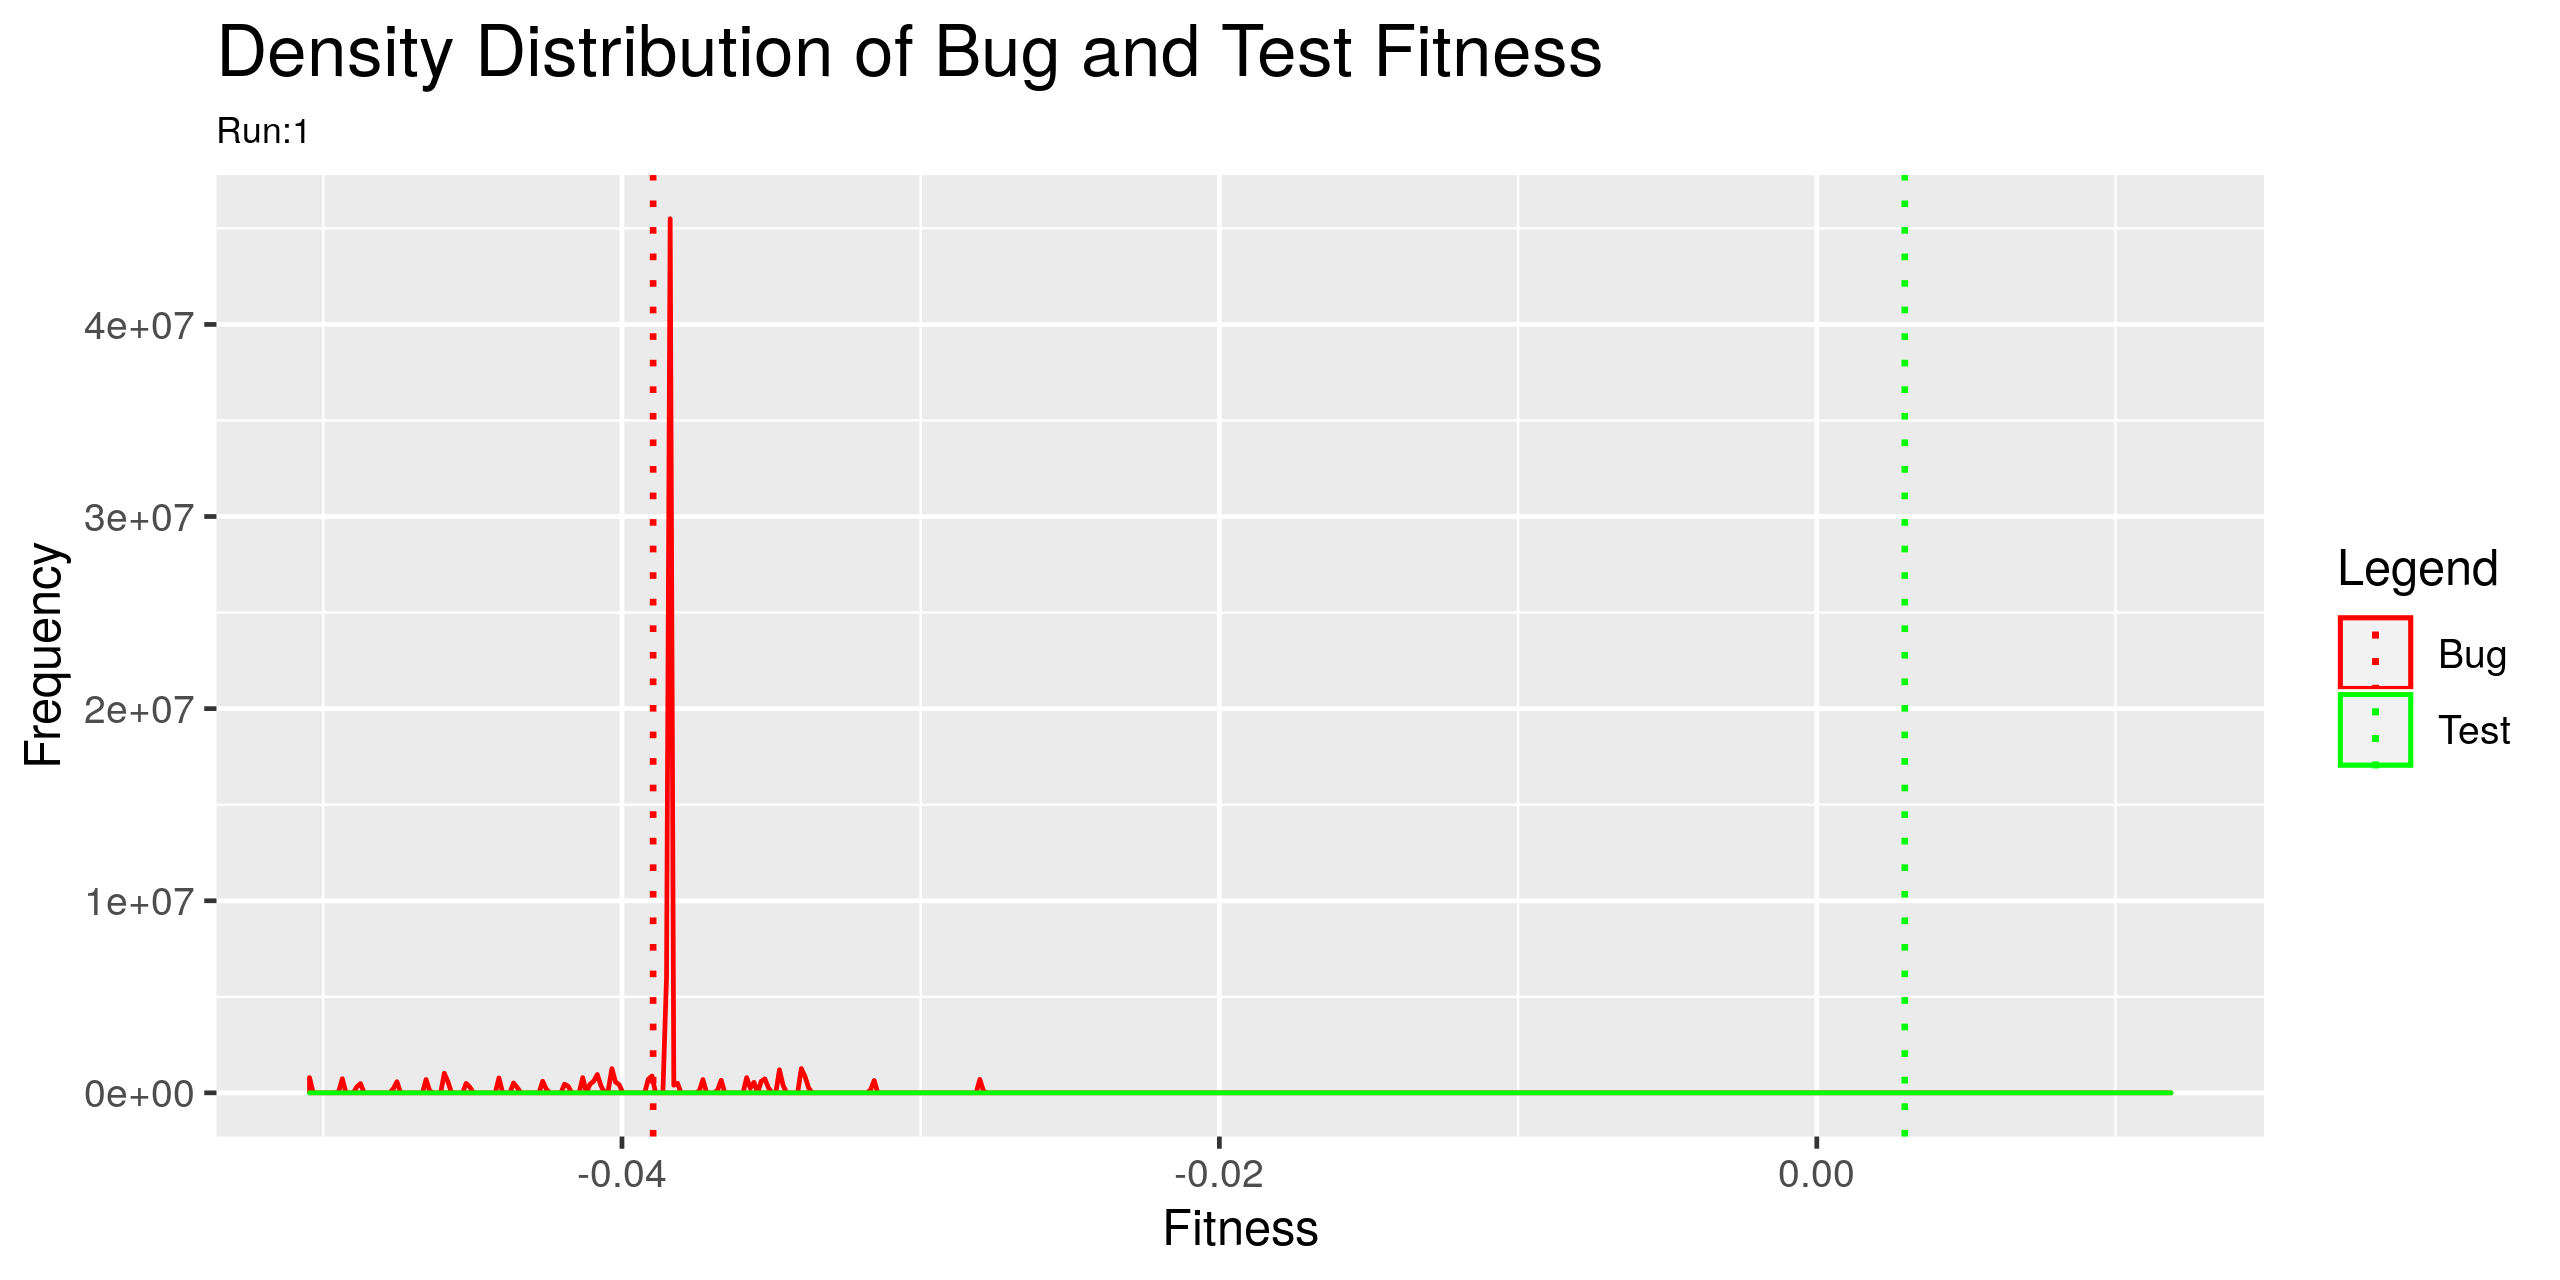 Density Distribution of Bug and Test Fitness
Run:1
Frequency
4e+07
3e+07
2e+07
1e+07
0e+00
-0.04
-0.02
0.00
Fitness
Legend
Bug
Test